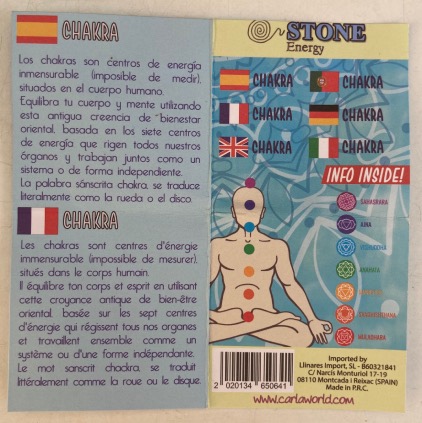 CHAKRA
Los chakras son centros de energía
inmensurable (imposible de medir),
situados en el cuerpo humano.
Equilibra tu cuerpo y mente utilizando
esta antigua creencia de "bienestar
oriental, basada en los siete centros
de energía que rigen todos nuestros
órganos y trabajan juntos como un
sistema o de forma independiente.
La palabra sánscrita chakra, se traduce
literalmente como la rueda o el disco.
CHAKRA
Les chakras sont centres d'énergie
immensurable (impossible de mesurer),
situés dans le corps humain.
Il équilibre ton corps et esprit en utilisant
cette croyance antique de bien-être
oriental, basée sur les sept centres
d'énergie qui régissent tous nos organes
et travaillent ensemble comme un
système ou d'une forme indépendante.
Le mot sanscrit chackra, se traduit
littéralement comme la roue ou le disque.
STONE
Energy
CHAKRA CHAKRA
CHAKRA CHAKRA
CHAKRA CHAKRA
INFO INSIDE!
SAHASRARA
AJNA
VISHUDDHA
ANAHATA
MANIPURA
SWADHISTHANA
MULADHARA
Imported by
Llinares Import, SL - B60321841
C/ Narcís Monturiol 17-19
08110 Montcada i Reixac (SPAIN)
Made in P.R.C.
2 020134 650641
www.carlaworld.com